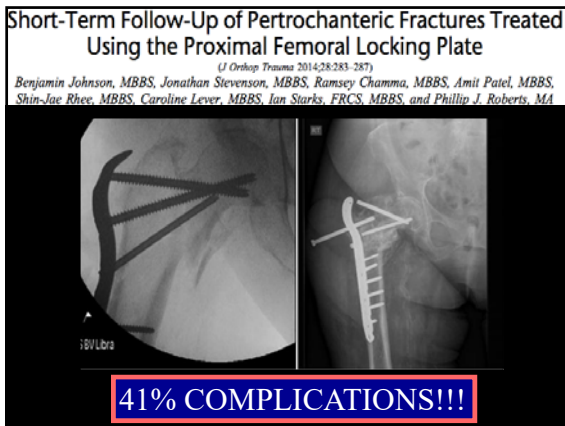 Short-Term Follow-Up of Pertrochanteric Fractures Treated
Using the Proximal Femoral Locking Plate
(J Orthop Trauma 2014;28:283–287)
Benjamin Johnson, MBBS, Jonathan Stevenson, MBBS, Ramsey Chamma, MBBS, Amit Patel, MBBS,
Shin-Jae Rhee, MBBS, Caroline Lever, MBBS, Ian Starks, FRCS, MBBS, and Phillip J. Roberts, MA
BV Libra
41% COMPLICATIONS!!!